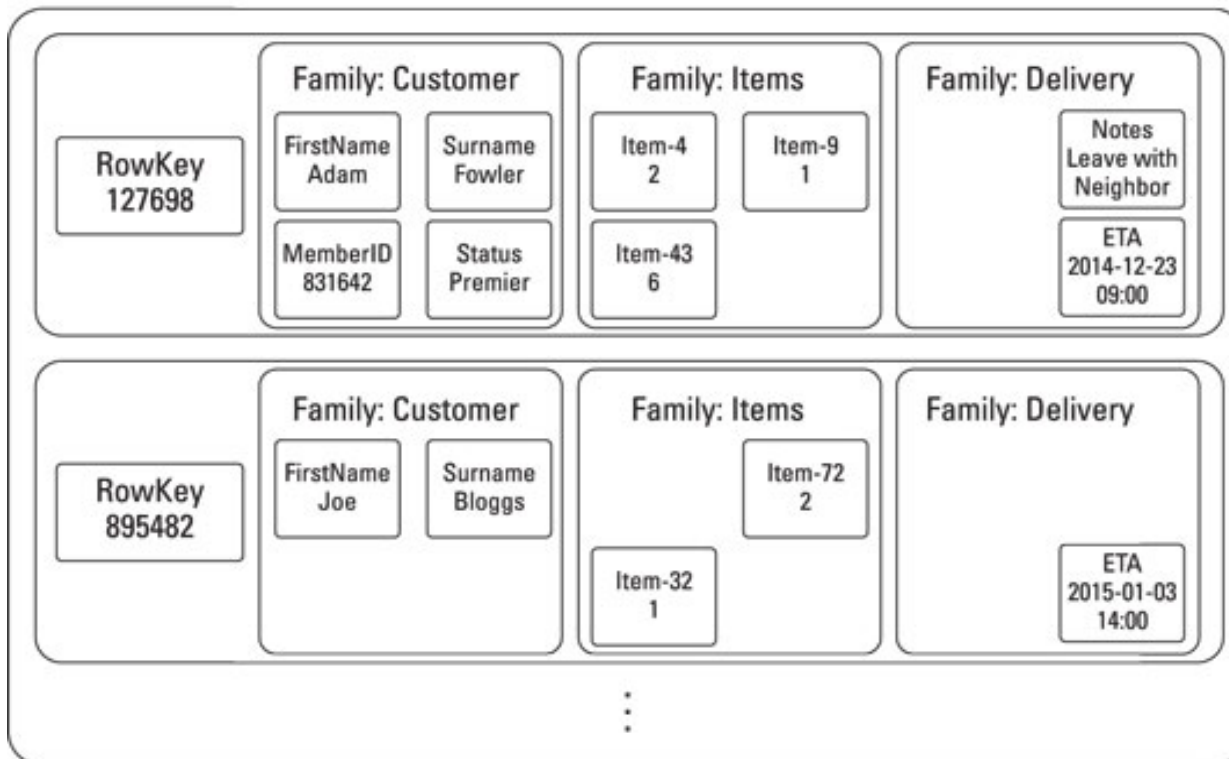 Family: Customer
Family: Items
Family: Delivery
RowKey
127698
FirstName
Adam
Surname
Fowler
MemberID
831642
Status
Premier
Item-4
2
Item-9
1
Item-43
6
Notes
Leave with
Neighbor
ETA
2014-12-23
09:00
Family: Customer
Family: Items
Family: Delivery
RowKey
895482
FirstName
Joe
Surname
Bloggs
Item-72
2
Item-32
1
ETA
2015-01-03
14:00